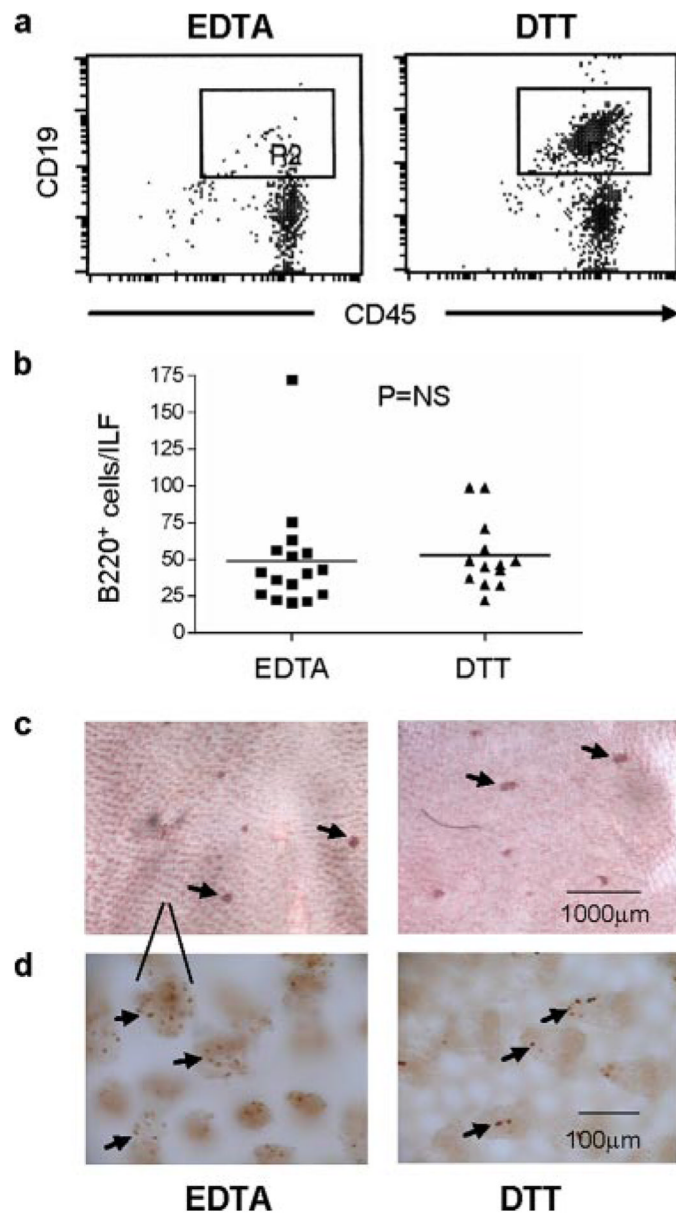 a
EDTA
DTT
CD19
R2
CD45
b
B220⁺ cells/ILF
175
150
125
100
75
50
25
0
P=NS
EDTA
DTT
c
1000µm
d
100µm
EDTA
DTT